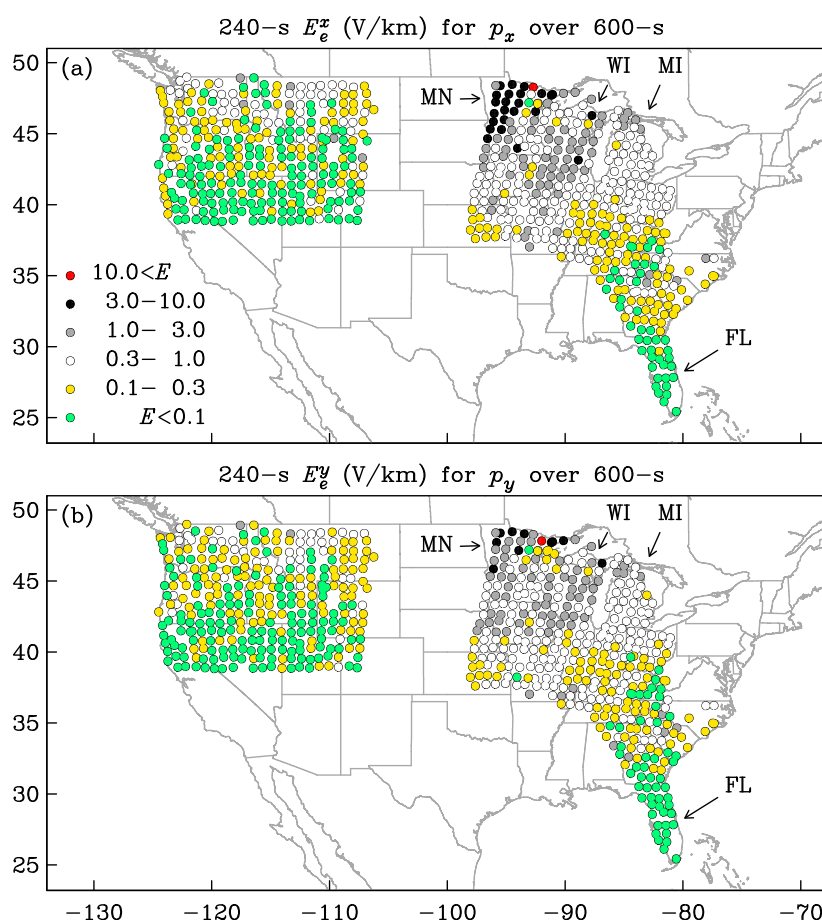 240-s E_e^x (V/km) for p_x over 600-s
50
(a)
WI
MI
MN
45
40
35
10.0<E
3.0-10.0
1.0- 3.0
30
FL
0.3- 1.0
0.1- 0.3
25
E<0.1
240-s E_e^y (V/km) for p_y over 600-s
50
(b)
WI
MI
MN
45
40
35
30
FL
25
-130 -120 -110 -100 -90 -80 -70